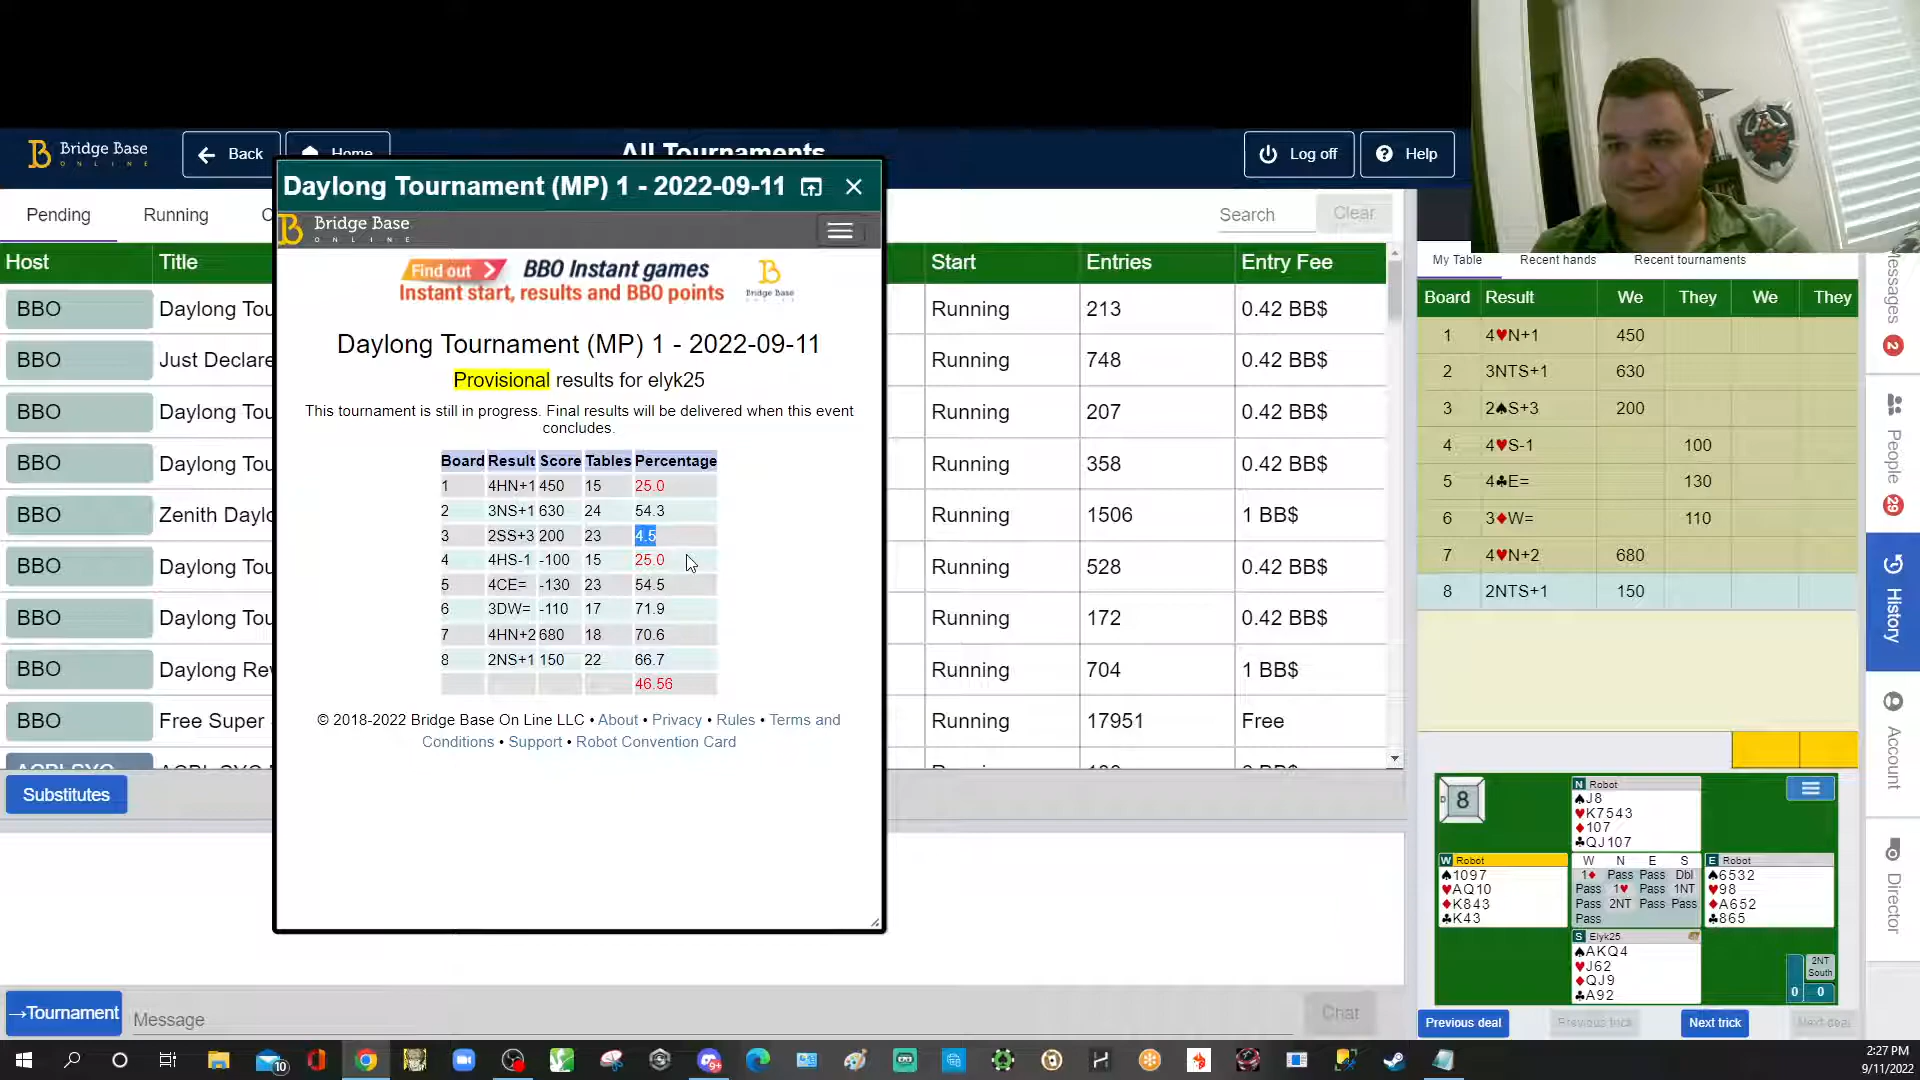 Bridge Base
ONLINE
Back
Home
All Tournaments
Log off
Help
Daylong Tournament (MP) 1 - 2022-09-11
Bridge Base
ONLINE
Find out
BBO Instant games
Instant start, results and BBO points
Bridge Base
Daylong Tournament (MP) 1 - 2022-09-11
Provisional results for elyk25
This tournament is still in progress. Final results will be delivered when this event
concludes.
Board Result Score Tables Percentage
1 4HN+1 450 15 25.0
2 3NS+1 630 24 54.3
3 2SS+3 200 23 4.5
4 4HS-1 -100 15 25.0
5 4CE= -130 23 54.5
6 3DW= -110 17 71.9
7 4HN+2 680 18 70.6
8 2NS+1 150 22 66.7
46.56
© 2018-2022 Bridge Base On Line LLC • About • Privacy • Rules • Terms and
Conditions • Support • Robot Convention Card
Pending Running
Search Clear
Host Title Start Entries Entry Fee
BBO Daylong Tou Running 213 0.42 BB$
BBO Just Declare Running 748 0.42 BB$
BBO Daylong Tou Running 207 0.42 BB$
BBO Daylong Tou Running 358 0.42 BB$
BBO Zenith Daylo Running 1506 1 BB$
BBO Daylong Tou Running 528 0.42 BB$
BBO Daylong Tou Running 172 0.42 BB$
BBO Daylong Rew Running 704 1 BB$
BBO Free Super Running 17951 Free
Substitutes
→Tournament
Message
Chat
My Table Recent hands Recent tournaments
Board Result We They We They
1 4♥N+1 450
2 3NTS+1 630
3 2♠S+3 200
4 4♥S-1 100
5 4♣E= 130
6 3♦W= 110
7 4♥N+2 680
8 2NTS+1 150
Messages
2
People
29
History
Account
Director
D 8
N Robot
♠J8
♥K7543
♦107
♣QJ107
W Robot
♠1097
♥AQ10
♦K843
♣K43
W N E S
1♦ Pass Pass Dbl
Pass 1♥ Pass 1NT
Pass 2NT Pass Pass
Pass
E Robot
♠6532
♥98
♦A652
♣865
S Elyk25
♠AKQ4
♥J62
♦QJ9
♣A92
2NT
South
0 0
Previous deal
Previous trick
Next trick
Next deal
10
9+
2:27 PM
9/11/2022